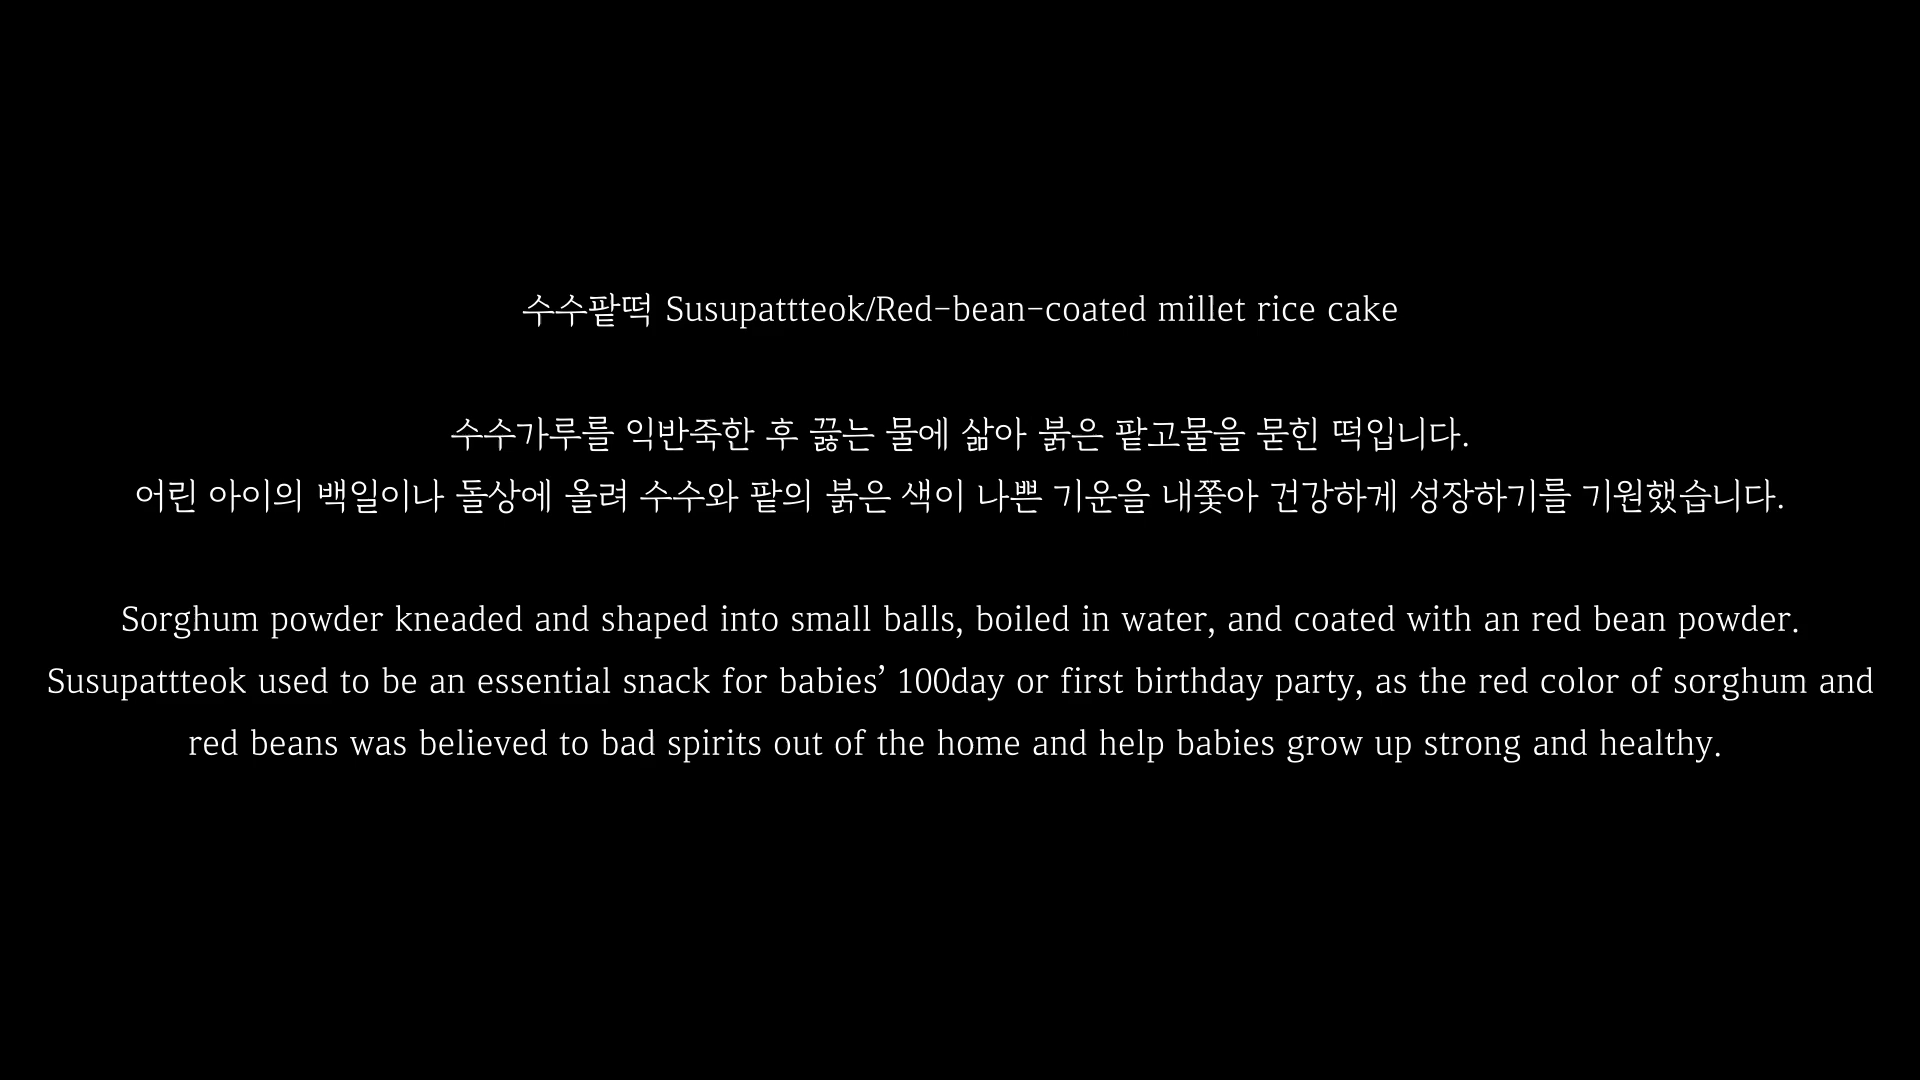 수수팥떡 Susupattteok/Red-bean-coated millet rice cake
수수가루를 익반죽한 후 끓는 물에 삶아 붉은 팥고물을 묻힌 떡입니다.
어린 아이의 백일이나 돌상에 올려 수수와 팥의 붉은 색이 나쁜 기운을 내쫓아 건강하게 성장하기를 기원했습니다.
Sorghum powder kneaded and shaped into small balls, boiled in water, and coated with an red bean powder.
Susupattteok used to be an essential snack for babies’ 100day or first birthday party, as the red color of sorghum and
red beans was believed to bad spirits out of the home and help babies grow up strong and healthy.